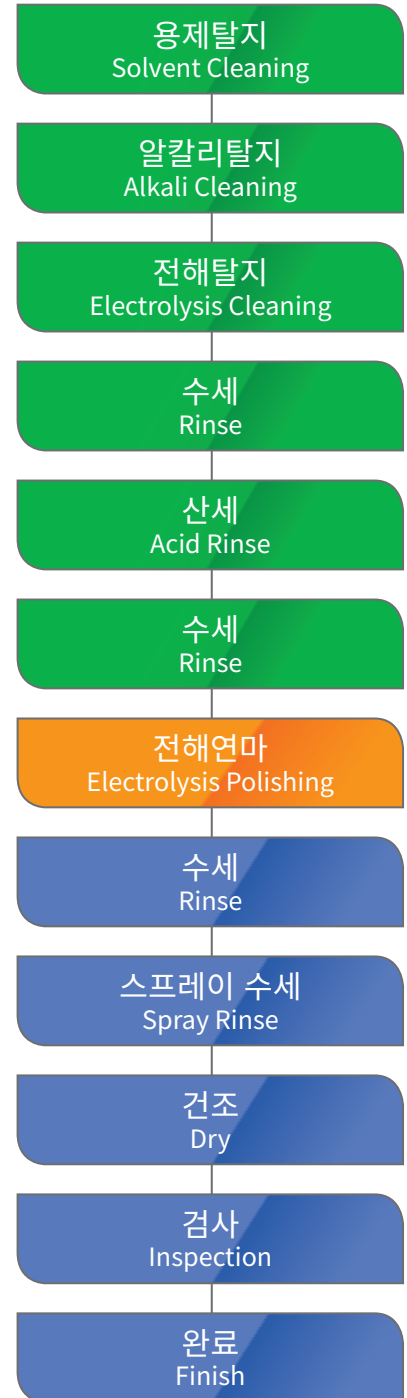 용제탈지
Solvent Cleaning
알칼리탈지
Alkali Cleaning
전해탈지
Electrolysis Cleaning
수세
Rinse
산세
Acid Rinse
수세
Rinse
전해연마
Electrolysis Polishing
수세
Rinse
스프레이 수세
Spray Rinse
건조
Dry
검사
Inspection
완료
Finish